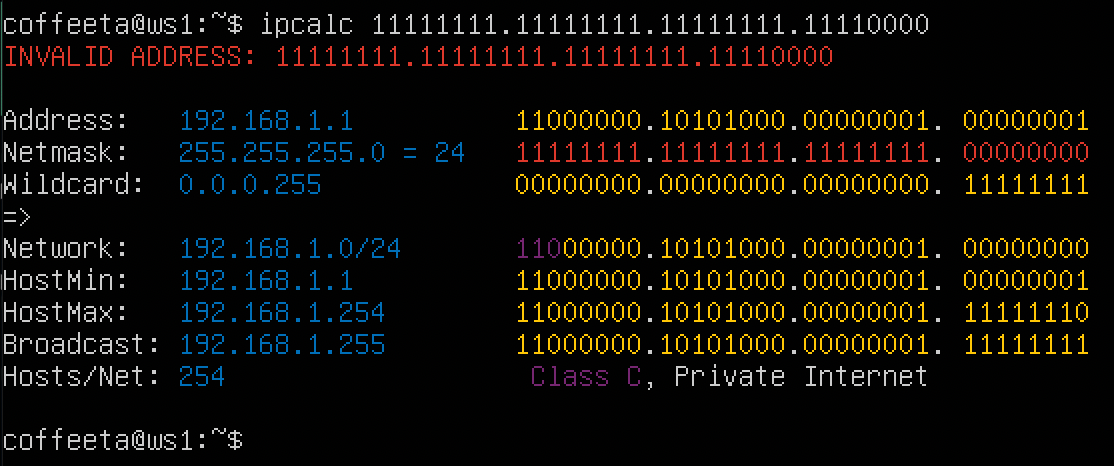 coffeeta@ws1:~$ ipcalc 11111111.11111111.11111111.11110000
INVALID ADDRESS: 11111111.11111111.11111111.11110000
Address: 192.168.1.1 11000000.10101000.00000001. 00000001
Netmask: 255.255.255.0 = 24 11111111.11111111.11111111. 00000000
Wildcard: 0.0.0.255 00000000.00000000.00000000. 11111111
=>
Network: 192.168.1.0/24 11000000.10101000.00000001. 00000000
HostMin: 192.168.1.1 11000000.10101000.00000001. 00000001
HostMax: 192.168.1.254 11000000.10101000.00000001. 11111110
Broadcast: 192.168.1.255 11000000.10101000.00000001. 11111111
Hosts/Net: 254 Class C, Private Internet
coffeeta@ws1:~$